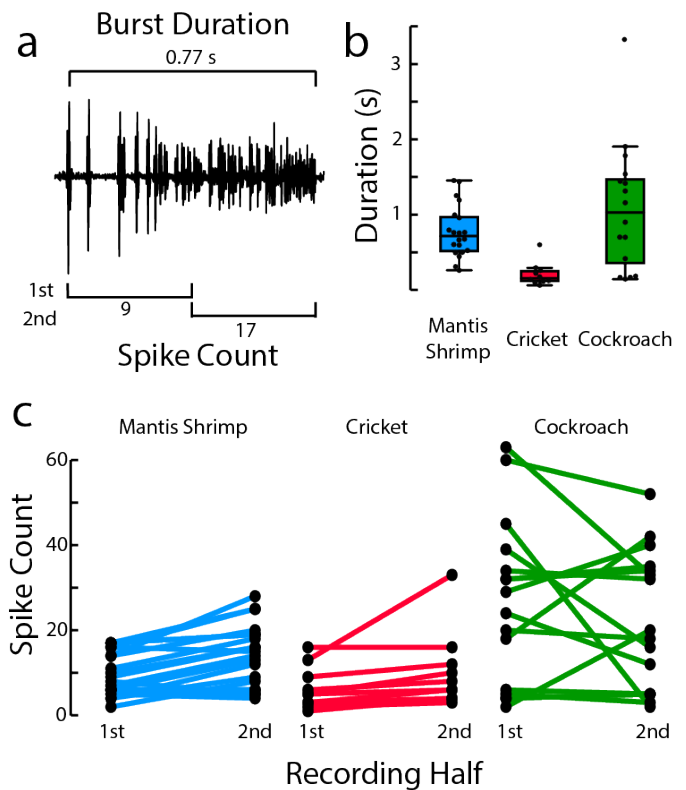 a
Burst Duration
0.77 s
1st
9
2nd
17
Spike Count
b
Duration (s)
3
2
1
Mantis
Shrimp
Cricket
Cockroach
c
Mantis Shrimp
Cricket
Cockroach
Spike Count
60
40
20
0
1st
2nd
1st
2nd
1st
2nd
Recording Half